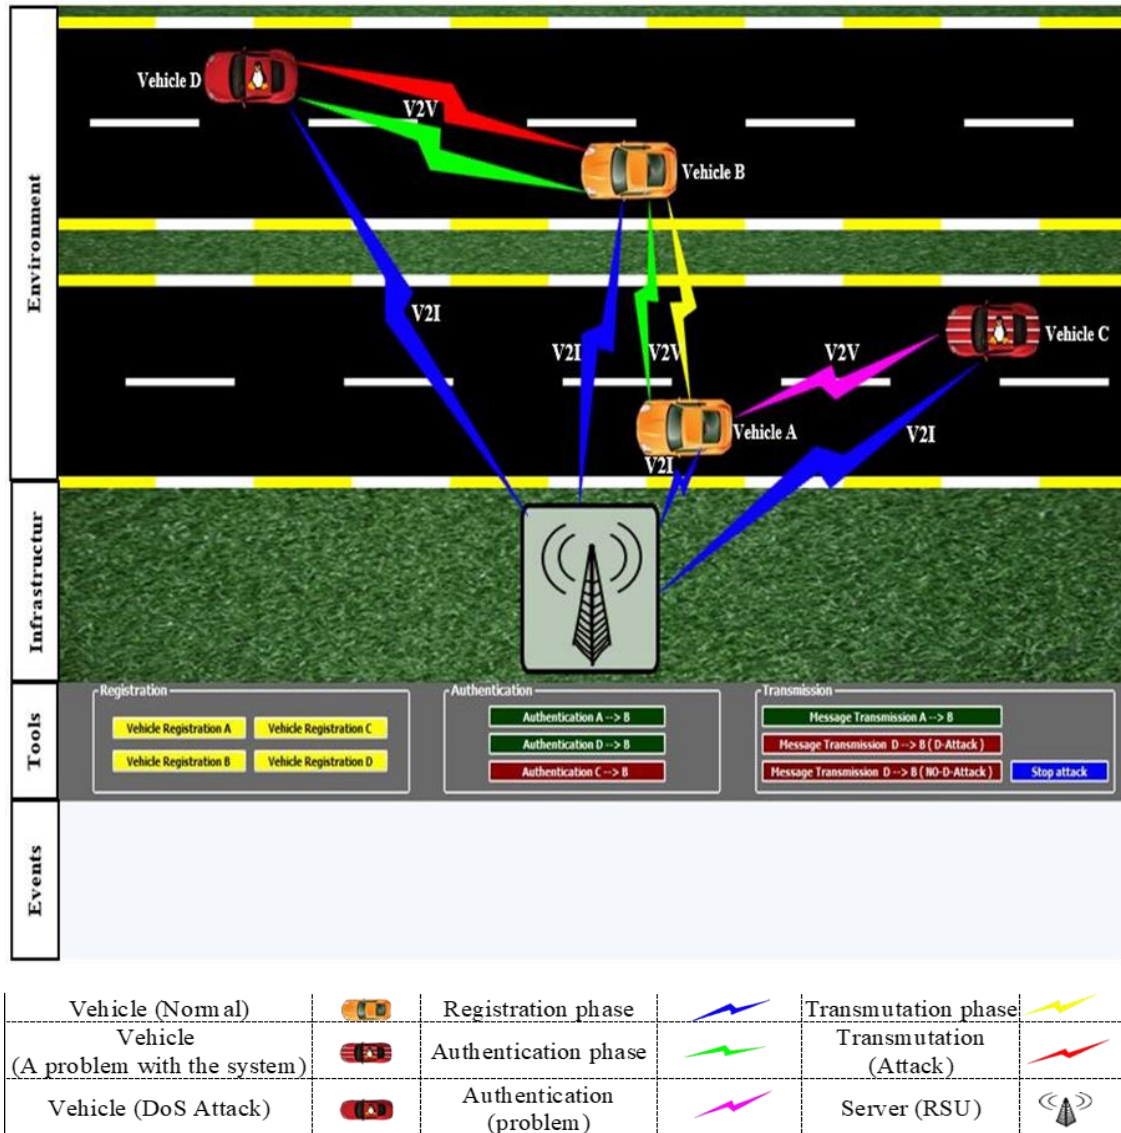 Environment
Vehicle D
V2V
Vehicle B
V2I
V2I
V2V
V2V
Vehicle C
V2I
Vehicle A
V2I
Infrastructur
Tools
Registration
Vehicle Registration A
Vehicle Registration C
Vehicle Registration B
Vehicle Registration D
Authentication
Authentication A --> B
Authentication D --> B
Authentication C --> B
Transmission
Message Transmission A --> B
Message Transmission D --> B ( D-Attack )
Message Transmission D --> B ( NO-D-Attack )
Stop attack
Events
Vehicle (Normal)
Registration phase
Transmutation phase
Vehicle
(A problem with the system)
Authentication phase
Transmutation
(Attack)
Vehicle (DoS Attack)
Authentication
(problem)
Server (RSU)